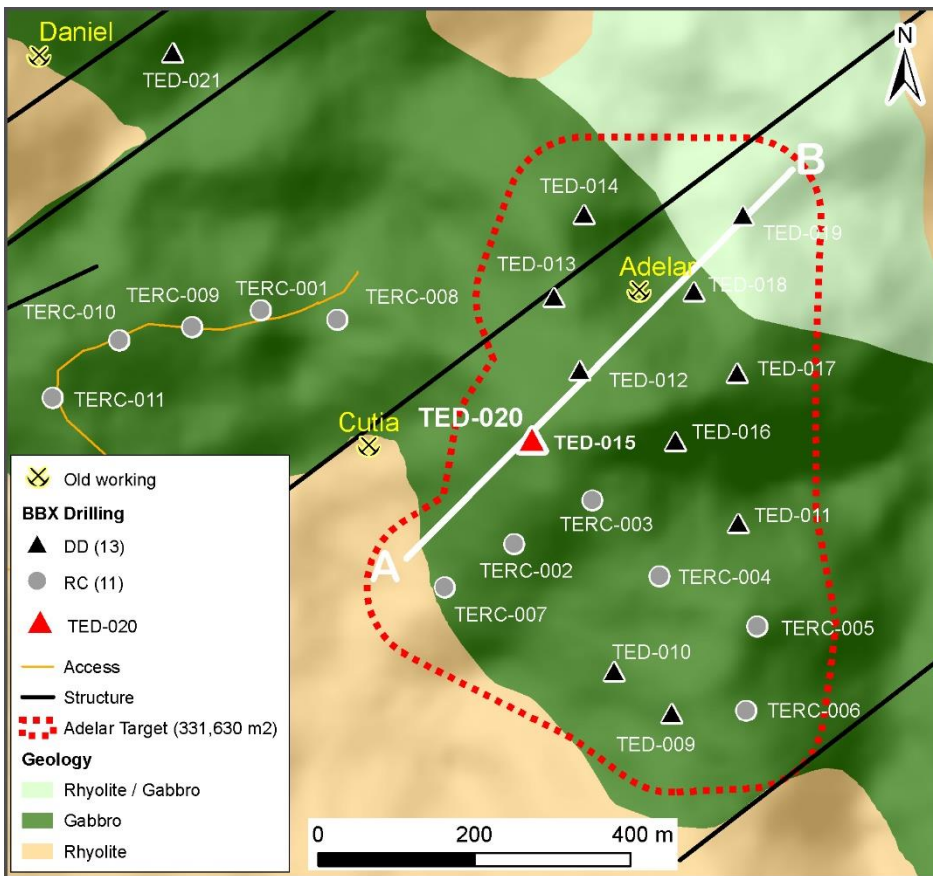 Daniel
TED-021
N
B
TED-014
TED-019
TED-013
Adelar
TED-018
TERC-001
TERC-009
TERC-008
TERC-010
TED-012
TED-017
TERC-011
TED-020
Cutia
TED-015
TED-016
TERC-003
TED-011
A
TERC-002
TERC-004
TERC-007
TERC-005
TED-010
TERC-006
TED-009
Old working
BBX Drilling
DD (13)
RC (11)
TED-020
Access
Structure
Adelar Target (331,630 m2)
Geology
Rhyolite / Gabbro
Gabbro
Rhyolite
0 200 400 m